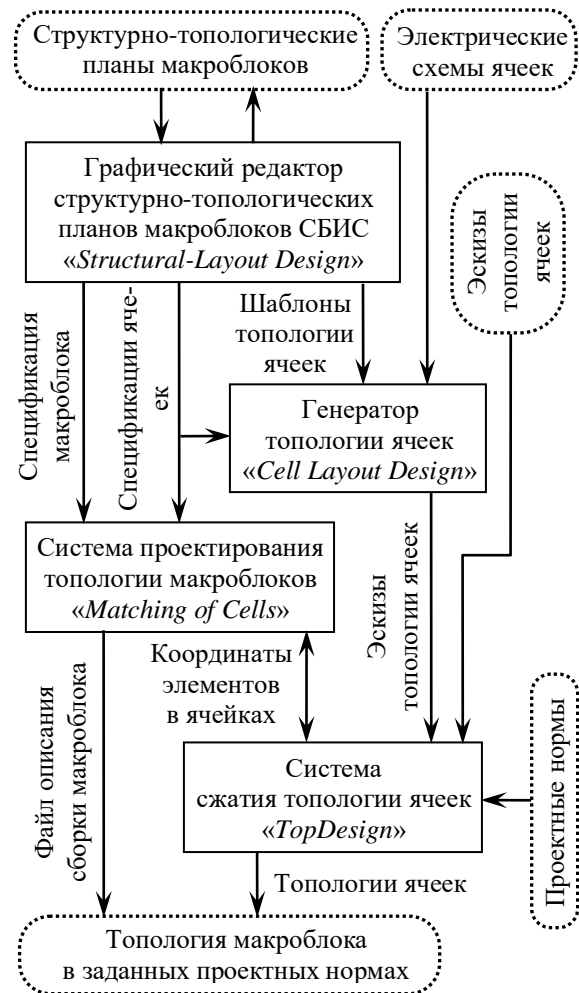 Структурно-топологические
планы макроблоков
Электрические
схемы ячеек
Графический редактор
структурно-топологических
планов макроблоков СБИС
«Structural-Layout Design»
Эскизы
топологии
ячеек
Спецификация
макроблока
Спецификации яче-
ек
Шаблоны
топологии
ячеек
Генератор
топологии ячеек
«Cell Layout Design»
Система проектирования
топологии макроблоков
«Matching of Cells»
Эскизы
топологии ячеек
Координаты
элементов
в ячейках
Файл описания
сборки макроблока
Система
сжатия топологии ячеек
«TopDesign»
Проектные нормы
Топологии ячеек
Топология макроблока
в заданных проектных нормах